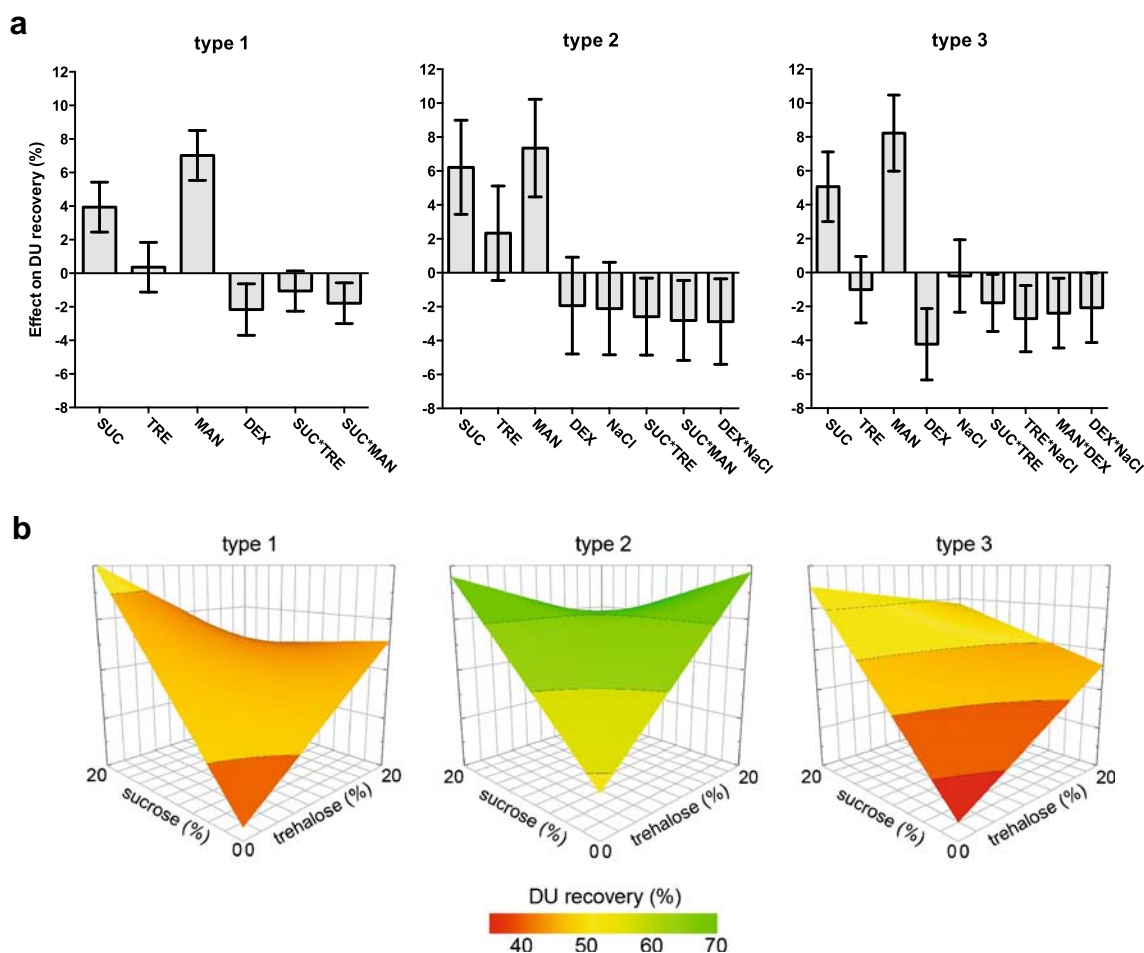 a
type 1
type 2
type 3
Effect on DU recovery (%)
12
10
8
6
4
2
0
-2
-4
-6
-8
SUC
TRE
MAN
DEX
SUC*TRE
SUC*MAN
12
10
8
6
4
2
0
-2
-4
-6
-8
SUC
TRE
MAN
DEX
NaCl
SUC*TRE
SUC*MAN
DEX*NaCl
12
10
8
6
4
2
0
-2
-4
-6
-8
SUC
TRE
MAN
DEX
NaCl
SUC*TRE
TRE*NaCl
MAN*DEX
DEX*NaCl
b
type 1
type 2
type 3
20
sucrose (%)
0 0
trehalose (%)
20
20
sucrose (%)
0 0
trehalose (%)
20
20
sucrose (%)
0 0
trehalose (%)
20
DU recovery (%)
40 50 60 70